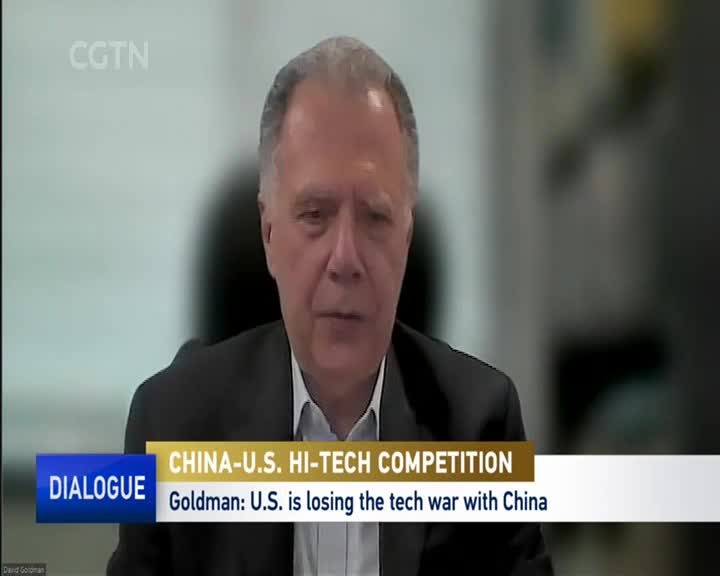 CGTN
CHINA-U.S. HI-TECH COMPETITION
DIALOGUE
Goldman: U.S. is losing the tech war with China
David Goldman